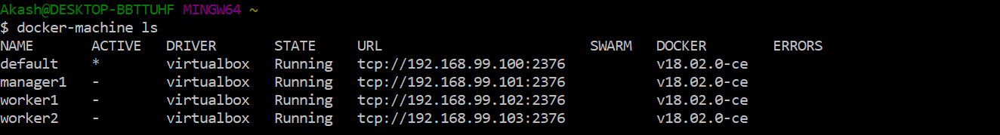 Akash@DESKTOP-BBTTUHF MINGW64 ~
$ docker-machine ls
NAME ACTIVE DRIVER STATE URL SWARM DOCKER ERRORS
default * virtualbox Running tcp://192.168.99.100:2376 v18.02.0-ce
manager1 - virtualbox Running tcp://192.168.99.101:2376 v18.02.0-ce
worker1 - virtualbox Running tcp://192.168.99.102:2376 v18.02.0-ce
worker2 - virtualbox Running tcp://192.168.99.103:2376 v18.02.0-ce